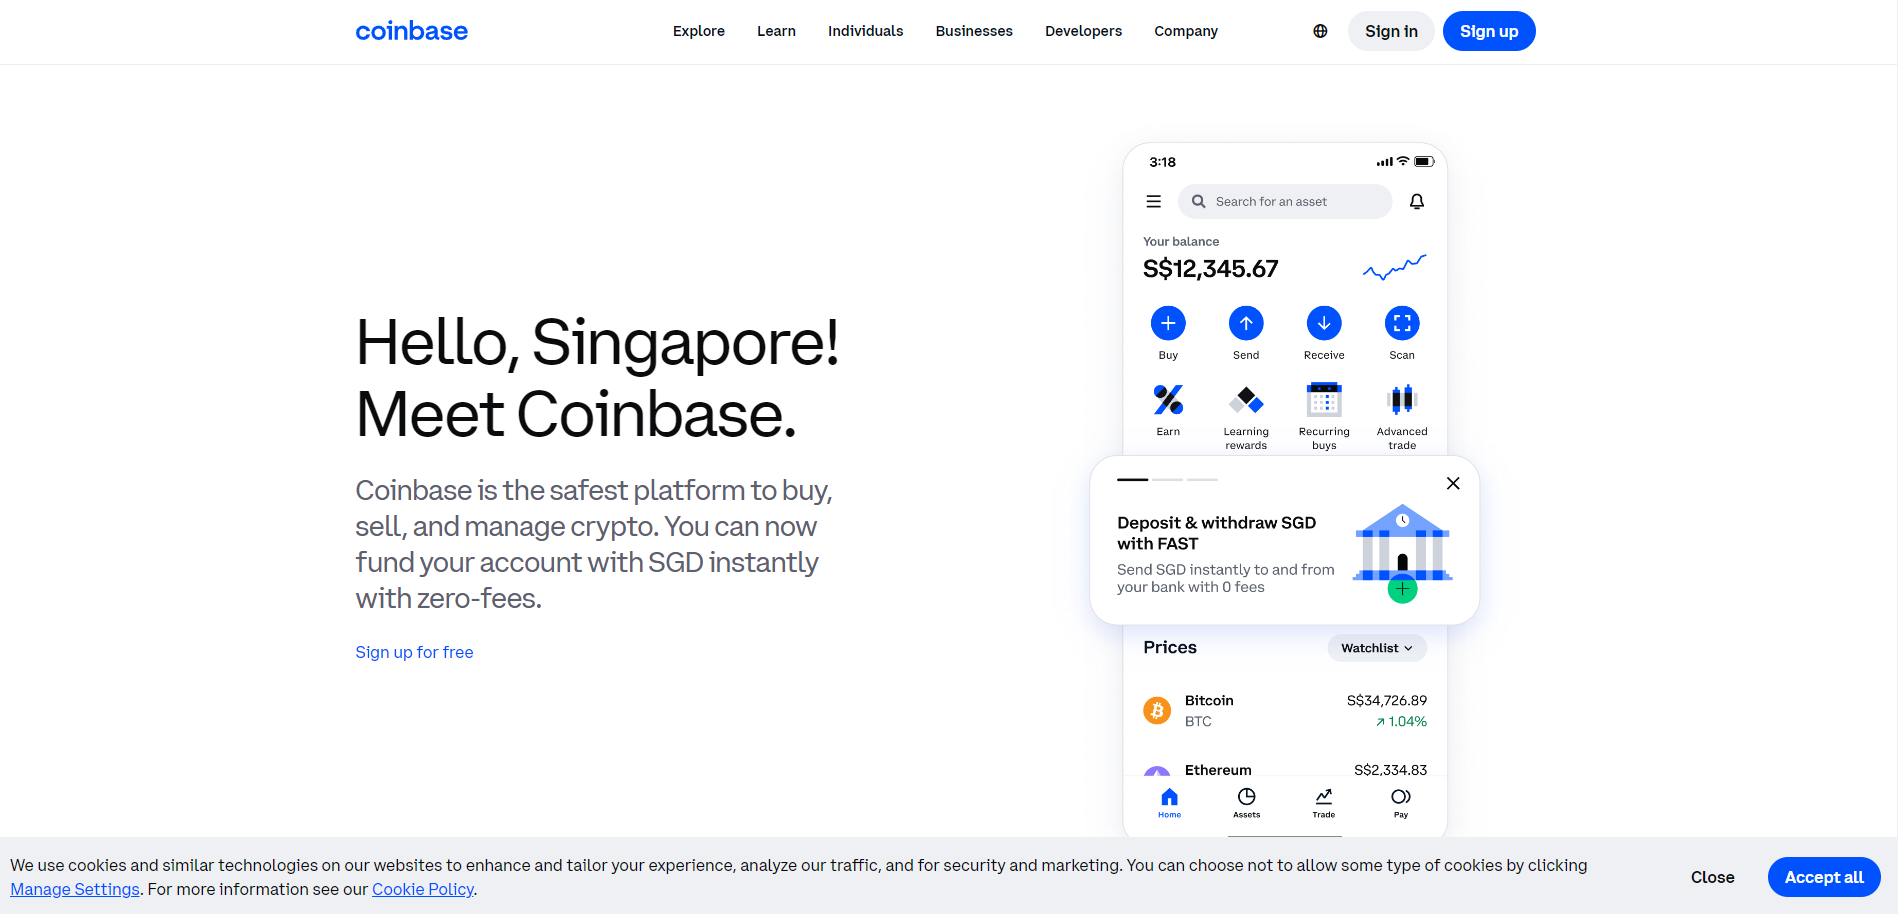 coinbase
Explore
Learn
Individuals
Businesses
Developers
Company
Sign in
Sign up
Hello, Singapore!
Meet Coinbase.
Coinbase is the safest platform to buy,
sell, and manage crypto. You can now
fund your account with SGD instantly
with zero-fees.
Sign up for free
3:18
Search for an asset
Your balance
S$12,345.67
Buy
Send
Receive
Scan
Earn
Learning
rewards
Recurring
buys
Advanced
trade
Deposit & withdraw SGD
with FAST
Send SGD instantly to and from
your bank with 0 fees
Prices
Watchlist
Bitcoin
S$34,726.89
BTC
1.04%
Ethereum
S$2,334.83
Home
Assets
Trade
Pay
We use cookies and similar technologies on our websites to enhance and tailor your experience, analyze our traffic, and for security and marketing. You can choose not to allow some type of cookies by clicking
Manage Settings. For more information see our Cookie Policy.
Close
Accept all